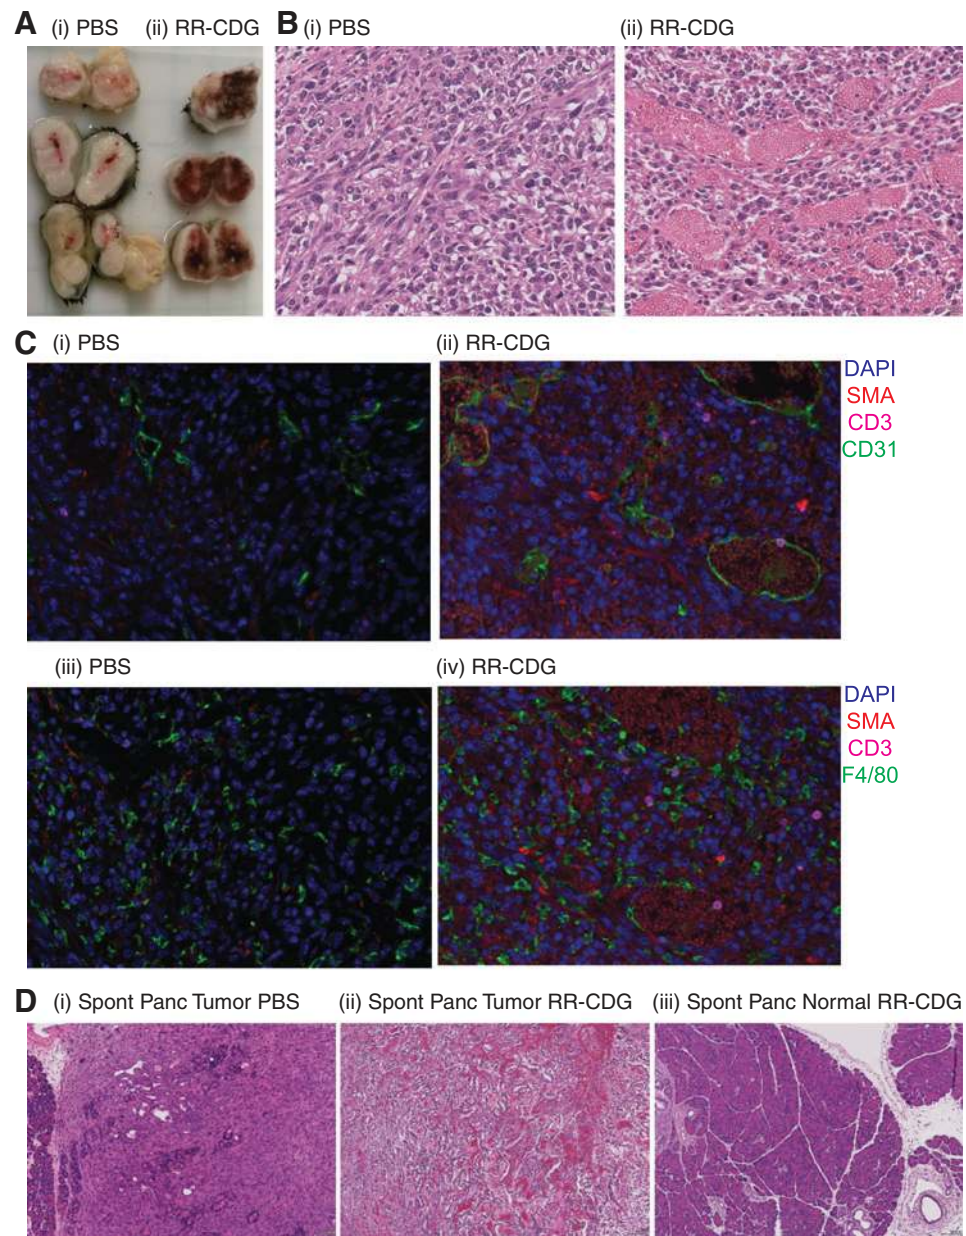 A (i) PBS (ii) RR-CDG B (i) PBS (ii) RR-CDG
C (i) PBS (ii) RR-CDG
DAPI
SMA
CD3
CD31
(iii) PBS (iv) RR-CDG
DAPI
SMA
CD3
F4/80
D (i) Spont Panc Tumor PBS (ii) Spont Panc Tumor RR-CDG (iii) Spont Panc Normal RR-CDG